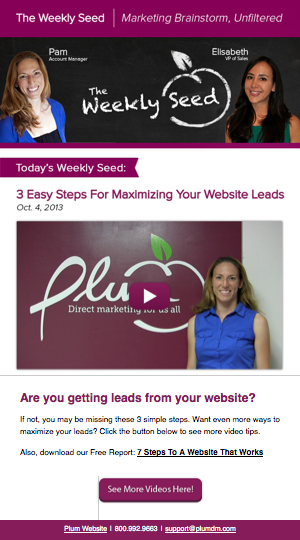 The Weekly Seed | Marketing Brainstorm, Unfiltered
Pam
Account Manager
Elisabeth
VP of Sales
The
Weekly Seed
Today's Weekly Seed:
3 Easy Steps For Maximizing Your Website Leads
Oct. 4, 2013
Plum
Direct marketing for us all
Are you getting leads from your website?
If not, you may be missing these 3 simple steps. Want even more ways to
maximize your leads? Click the button below to see more video tips.
Also, download our Free Report: 7 Steps To A Website That Works
See More Videos Here!
Plum Website | 800.992.9663 | support@plumdm.com